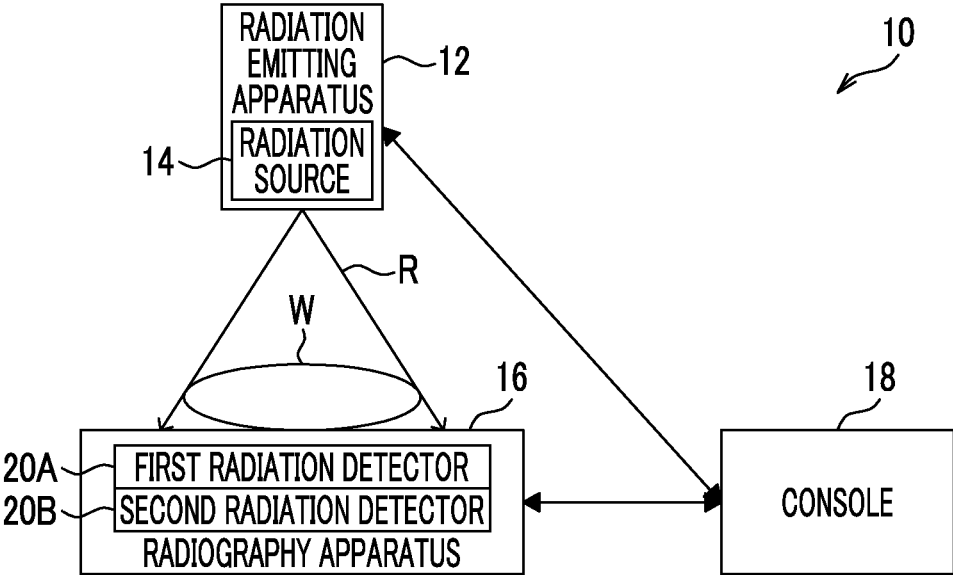 RADIATION
EMITTING
APPARATUS
12
10
14
RADIATION
SOURCE
R
W
16
18
20A
FIRST RADIATION DETECTOR
20B
SECOND RADIATION DETECTOR
RADIOGRAPHY APPARATUS
CONSOLE